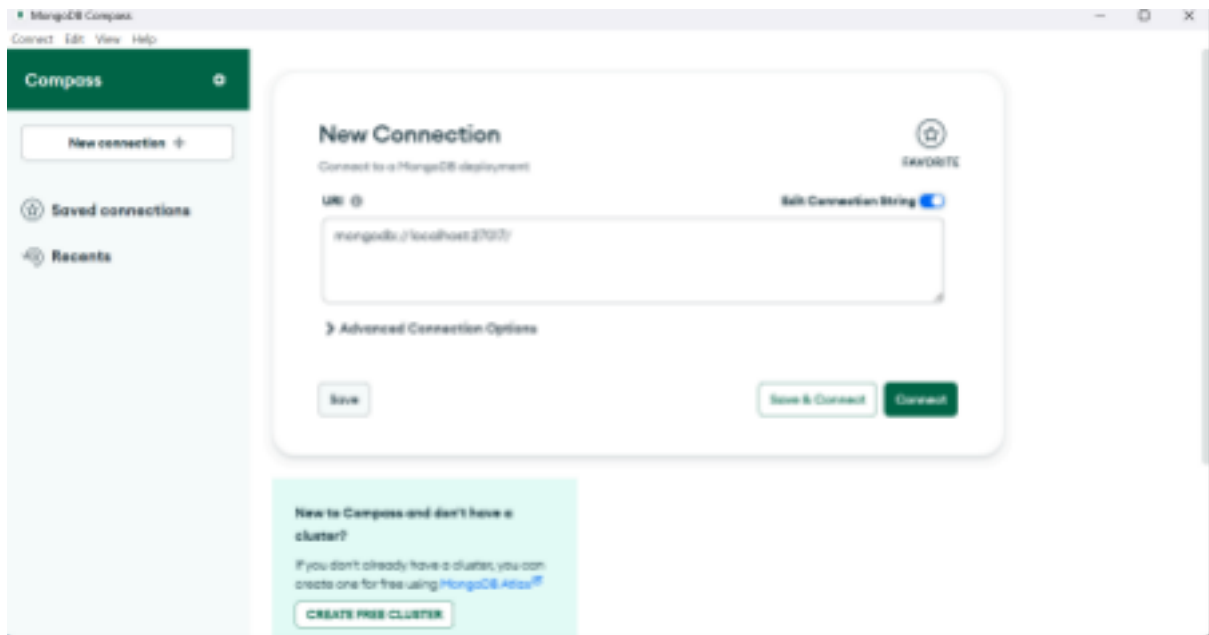 MongoDB Compass
Connect Edit View Help
Compass
New connection +
Saved connections
Recents
New Connection
Connect to a MongoDB deployment
FAVORITE
URI
Edit Connection String
mongodb://localhost:27017/
Advanced Connection Options
Save
Save & Connect
Connect
New to Compass and don't have a
cluster?
If you don't already have a cluster, you can
create one for free using MongoDB Atlas
CREATE FREE CLUSTER